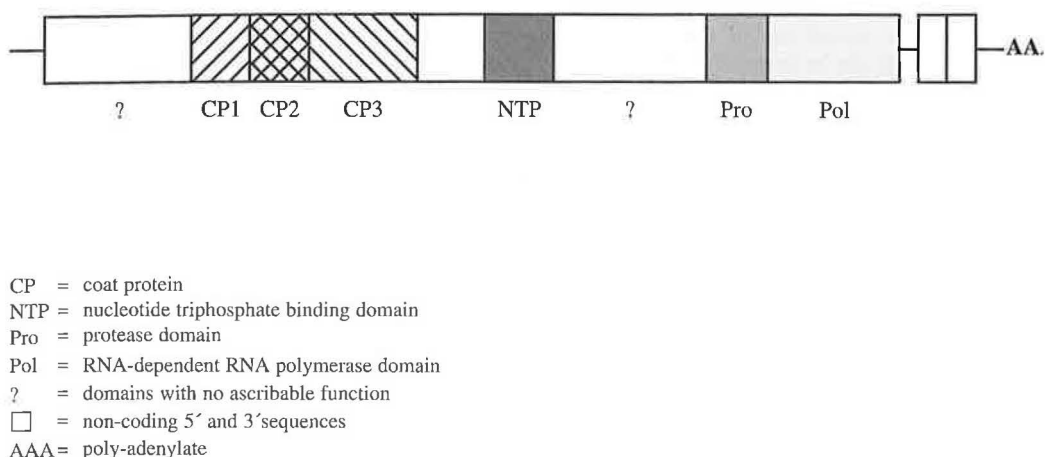 AA.
? CP1 CP2 CP3 NTP ? Pro Pol
CP = coat protein
NTP = nucleotide triphosphate binding domain
Pro = protease domain
Pol = RNA-dependent RNA polymerase domain
? = domains with no ascribable function
□ = non-coding 5´ and 3´sequences
AAA = poly-adenylate